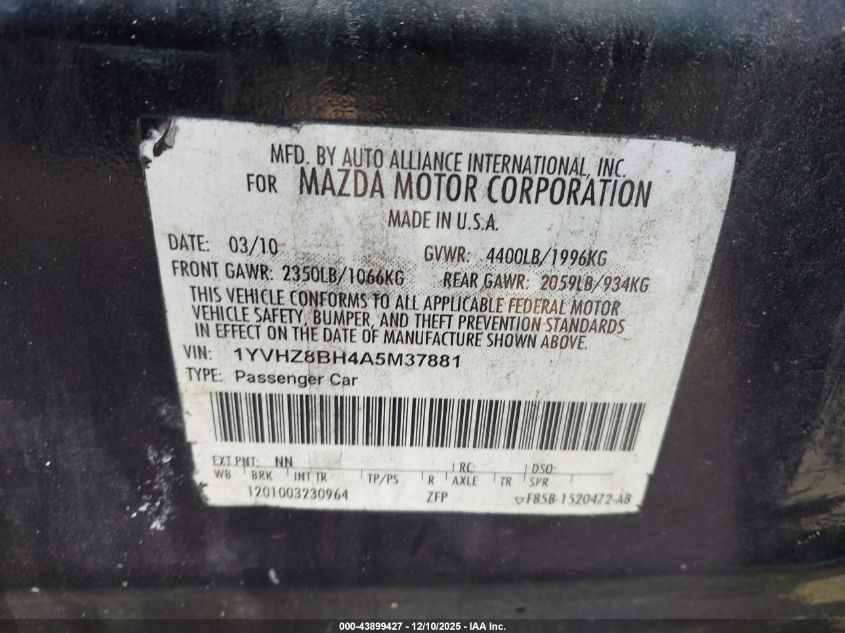 MFD. BY AUTO ALLIANCE INTERNATIONAL, INC.
FOR MAZDA MOTOR CORPORATION
MADE IN U.S.A.
DATE: 03/10 GVWR: 4400LB/1996KG
FRONT GAWR: 2350LB/1066KG REAR GAWR: 2059LB/934KG
THIS VEHICLE CONFORMS TO ALL APPLICABLE FEDERAL MOTOR
VEHICLE SAFETY, BUMPER, AND THEFT PREVENTION STANDARDS
IN EFFECT ON THE DATE OF MANUFACTURE SHOWN ABOVE.
VIN: 1YVHZ8BH4A5M37881
TYPE: Passenger Car
EXT PNT: NN RC: DSO:
WB BRK INT TR TP/PS R AXLE TR SPR
1201003230964 ZFP ▽F85B-1520472-AB
000-43899427 - 12/10/2025 - IAA Inc.